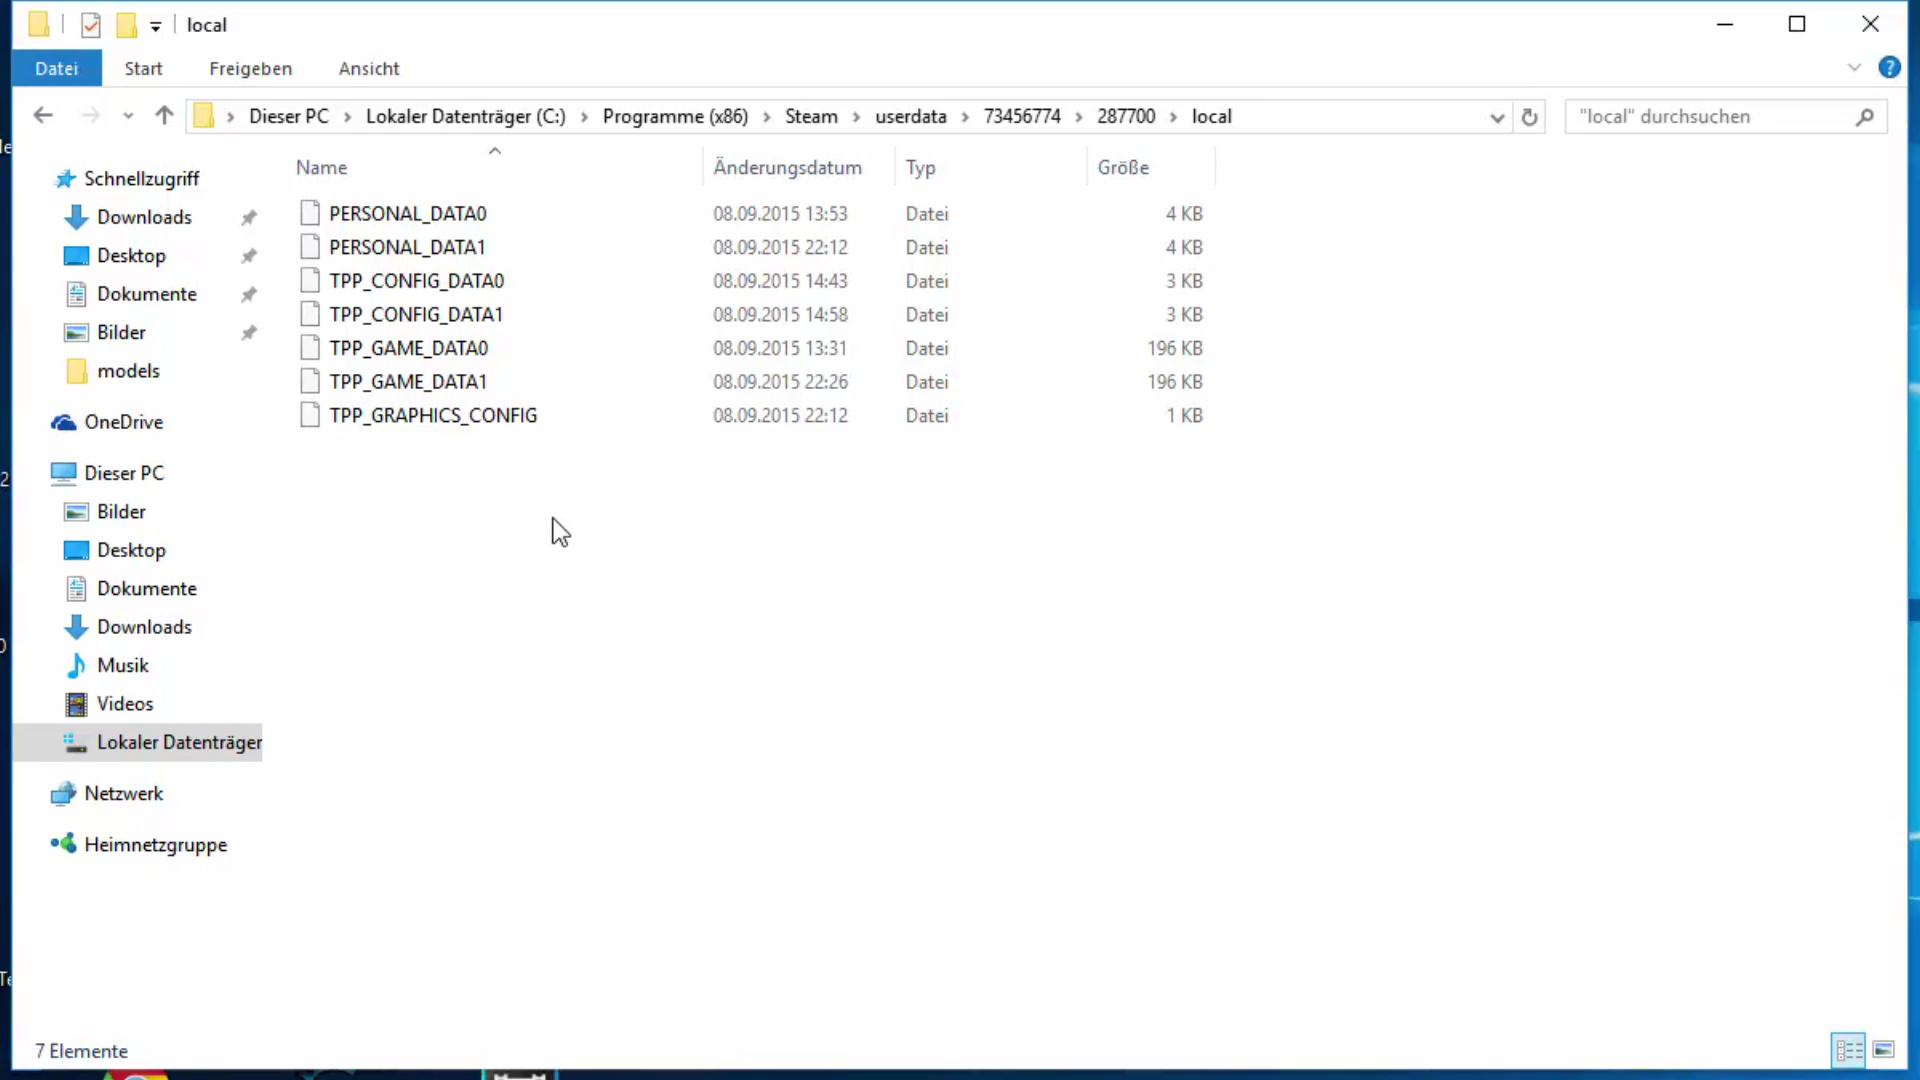 local
Datei Start Freigeben Ansicht
Dieser PC Lokaler Datenträger (C:) Programme (x86) Steam userdata 73456774 287700 local
"local" durchsuchen
Name Änderungsdatum Typ Größe
PERSONAL_DATA0 08.09.2015 13:53 Datei 4 KB
PERSONAL_DATA1 08.09.2015 22:12 Datei 4 KB
TPP_CONFIG_DATA0 08.09.2015 14:43 Datei 3 KB
TPP_CONFIG_DATA1 08.09.2015 14:58 Datei 3 KB
TPP_GAME_DATA0 08.09.2015 13:31 Datei 196 KB
TPP_GAME_DATA1 08.09.2015 22:26 Datei 196 KB
TPP_GRAPHICS_CONFIG 08.09.2015 22:12 Datei 1 KB
Schnellzugriff
Downloads
Desktop
Dokumente
Bilder
models
OneDrive
Dieser PC
Bilder
Desktop
Dokumente
Downloads
Musik
Videos
Lokaler Datenträger
Netzwerk
Heimnetzgruppe
7 Elemente